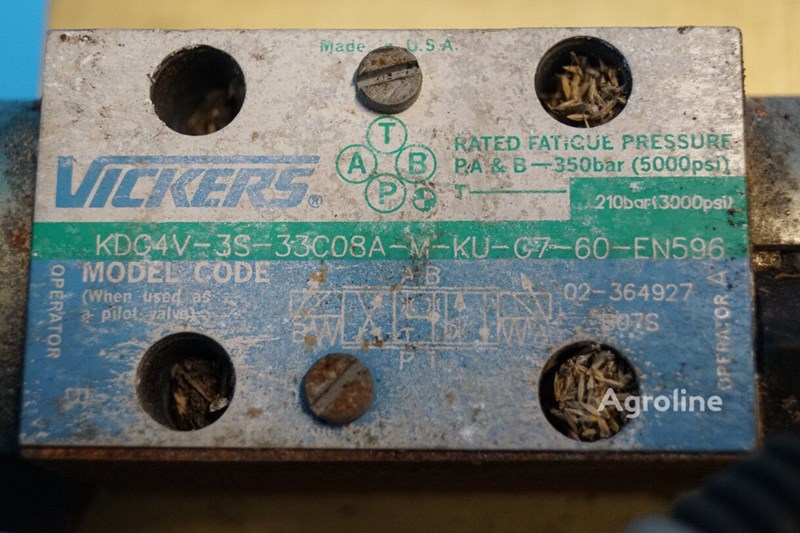 Made in U.S.A.
T
A B
P
VICKERS®
RATED FATIGUE PRESSURE
P,A & B—350bar (5000psi)
T
210bar(3000psi)
KDG4V-3S-33C08A-M-KU-G7-60-EN596
MODEL CODE
(When used as
a pilot valve)
A B
P T
02-364927
507S
OPERATOR B
OPERATOR A
Agroline